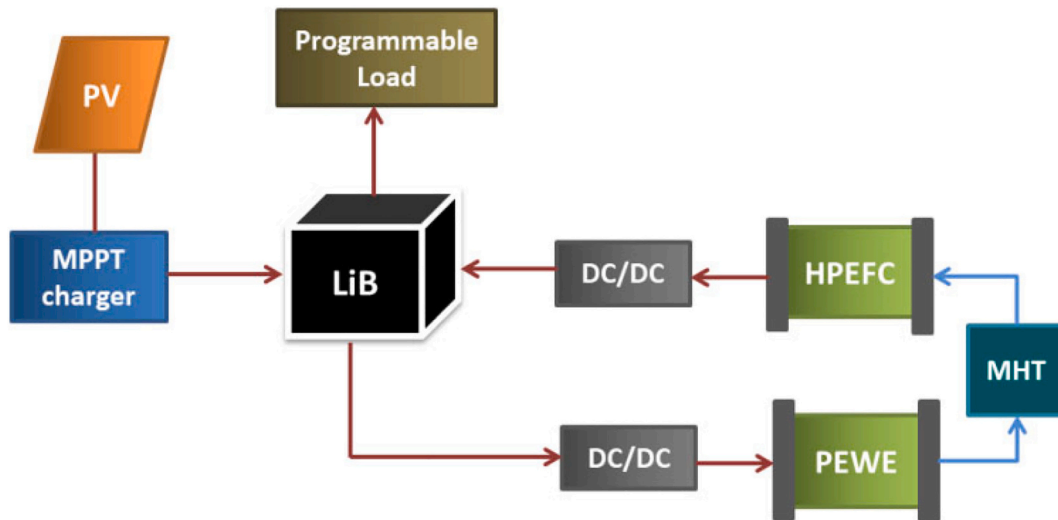 Programmable
Load
PV
MPPT
charger
LiB
DC/DC
HPEFC
MHT
DC/DC
PEWE